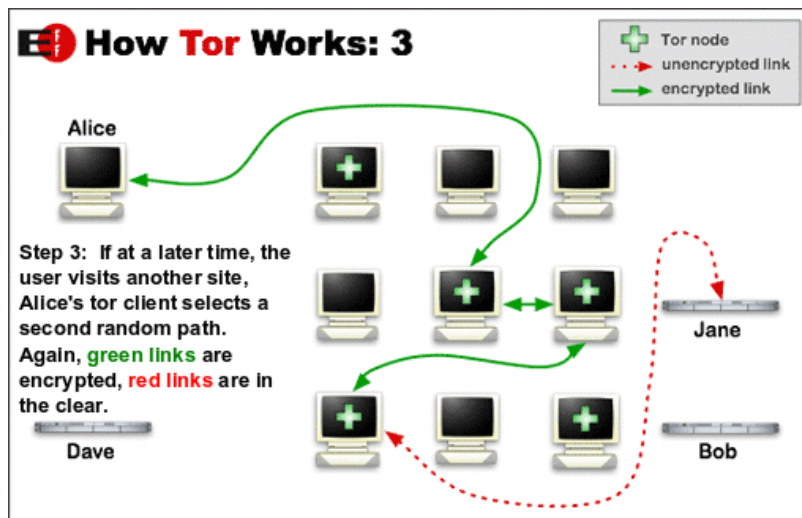 EFF How Tor Works: 3
Tor node
unencrypted link
encrypted link
Alice
Step 3:  If at a later time, the
user visits another site,
Alice's tor client selects a
second random path.
Again, green links are
encrypted, red links are in
the clear.
Jane
Dave
Bob